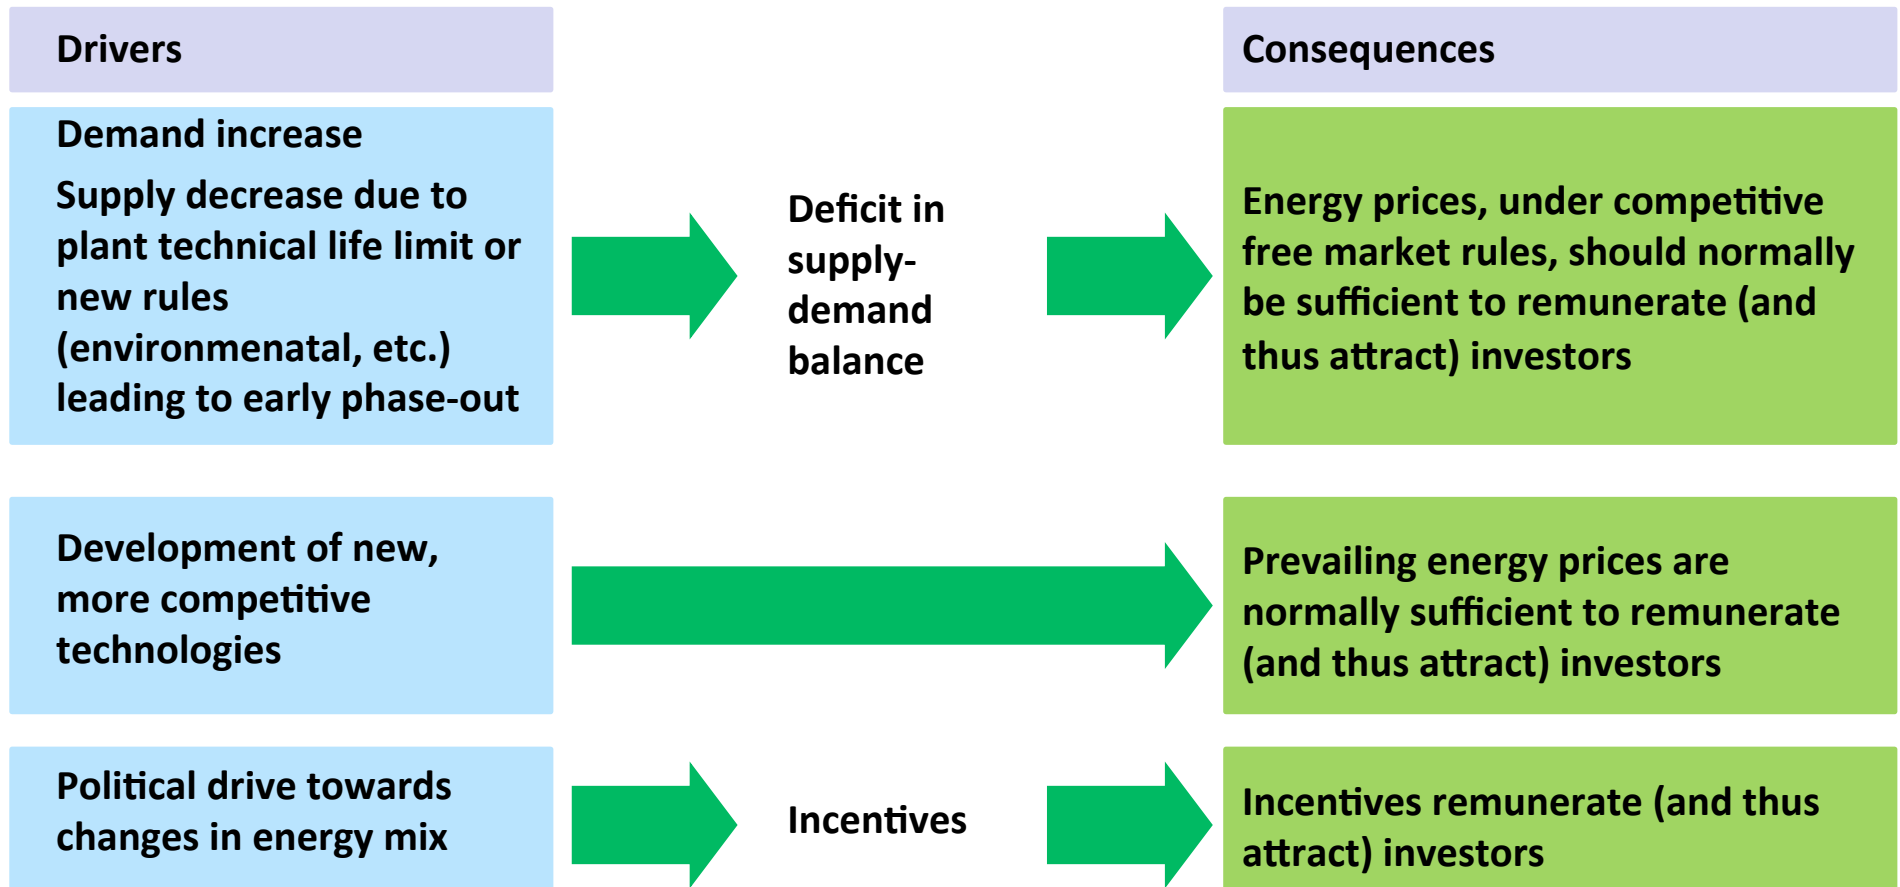 Drivers
Consequences
Demand increase
Supply decrease due to
plant technical life limit or
new rules
(environmenatal, etc.)
leading to early phase-out
Deficit in
supply-
demand
balance
Energy prices, under competitive
free market rules, should normally
be sufficient to remunerate (and
thus attract) investors
Development of new,
more competitive
technologies
Prevailing energy prices are
normally sufficient to remunerate
(and thus attract) investors
Political drive towards
changes in energy mix
Incentives
Incentives remunerate (and thus
attract) investors